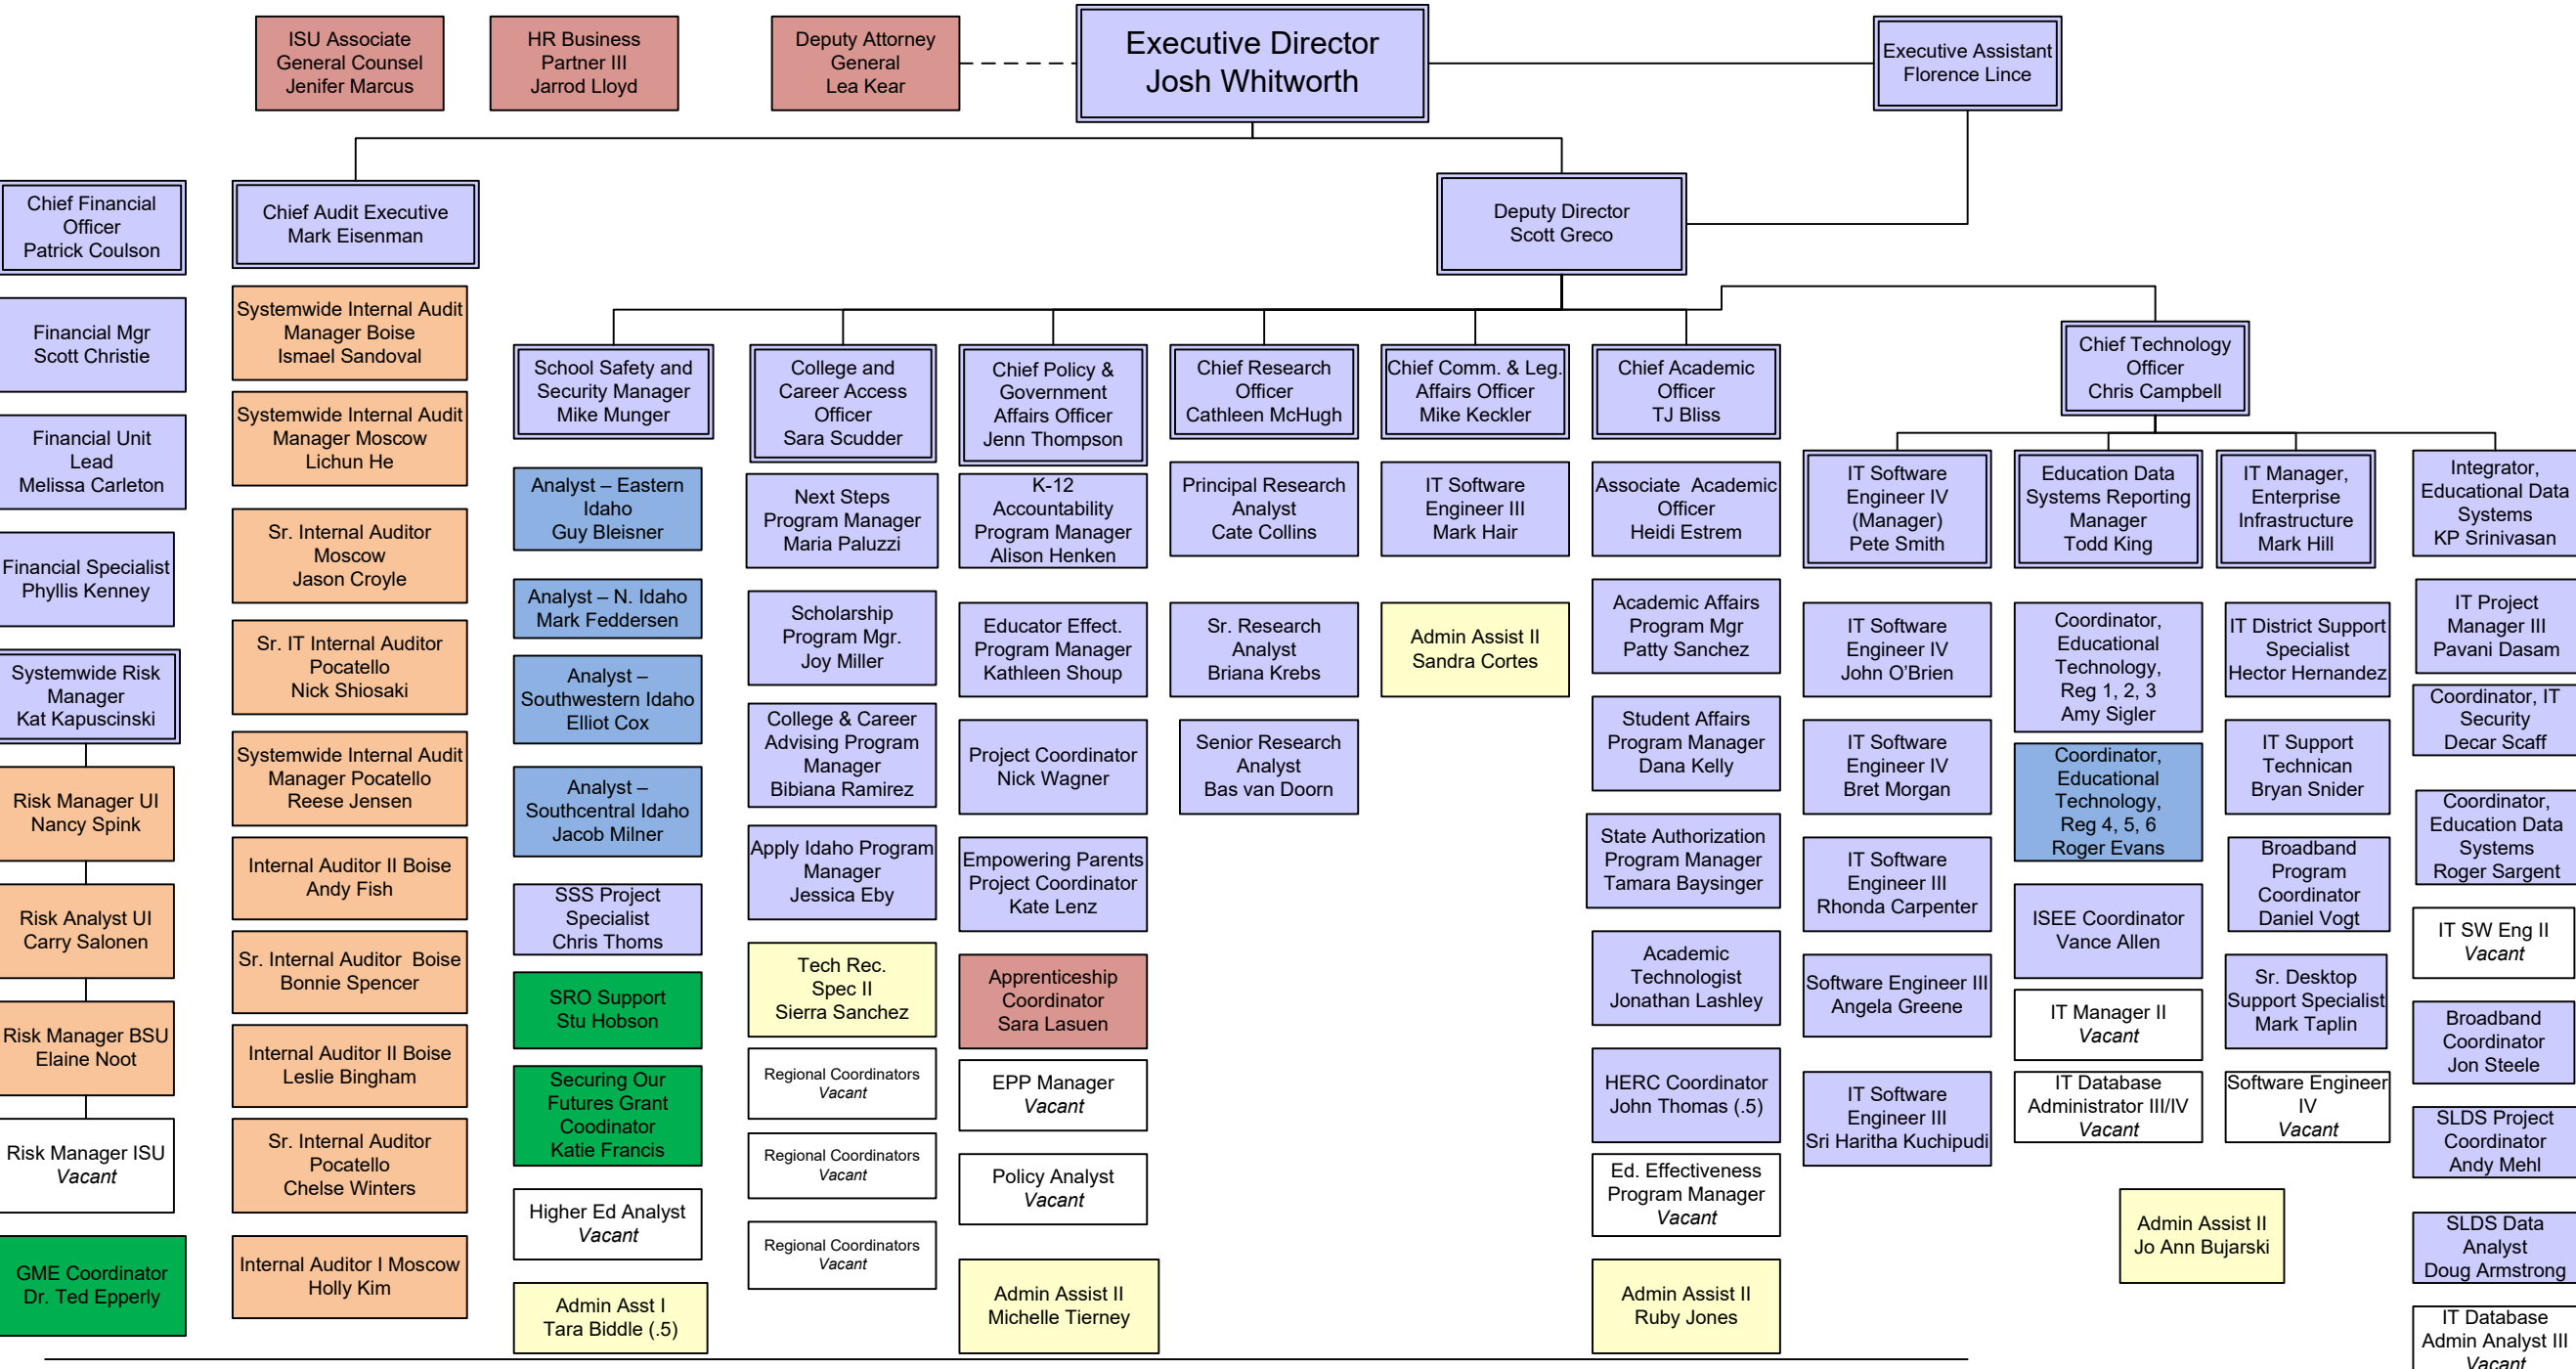 ISU Associate
General Counsel
Jenifer Marcus
HR Business
Partner III
Jarrod Lloyd
Deputy Attorney
General
Lea Kear
Executive Director
Josh Whitworth
Executive Assistant
Florence Lince
Chief Financial
Officer
Patrick Coulson
Chief Audit Executive
Mark Eisenman
Deputy Director
Scott Greco
Financial Mgr
Scott Christie
Financial Unit
Lead
Melissa Carleton
Financial Specialist
Phyllis Kenney
Systemwide Risk
Manager
Kat Kapuscinski
Risk Manager UI
Nancy Spink
Risk Analyst UI
Carry Salonen
Risk Manager BSU
Elaine Noot
Risk Manager ISU
Vacant
GME Coordinator
Dr. Ted Epperly
Systemwide Internal Audit
Manager Boise
Ismael Sandoval
Systemwide Internal Audit
Manager Moscow
Lichun He
Sr. Internal Auditor
Moscow
Jason Croyle
Sr. IT Internal Auditor
Pocatello
Nick Shiosaki
Systemwide Internal Audit
Manager Pocatello
Reese Jensen
Internal Auditor II Boise
Andy Fish
Sr. Internal Auditor  Boise
Bonnie Spencer
Internal Auditor II Boise
Leslie Bingham
Sr. Internal Auditor
Pocatello
Chelse Winters
Internal Auditor I Moscow
Holly Kim
School Safety and
Security Manager
Mike Munger
Analyst – Eastern
Idaho
Guy Bleisner
Analyst – N. Idaho
Mark Feddersen
Analyst –
Southwestern Idaho
Elliot Cox
Analyst –
Southcentral Idaho
Jacob Milner
SSS Project
Specialist
Chris Thoms
SRO Support
Stu Hobson
Securing Our
Futures Grant
Coodinator
Katie Francis
Higher Ed Analyst
Vacant
Admin Asst I
Tara Biddle (.5)
College and
Career Access
Officer
Sara Scudder
Next Steps
Program Manager
Maria Paluzzi
Scholarship
Program Mgr.
Joy Miller
College & Career
Advising Program
Manager
Bibiana Ramirez
Apply Idaho Program
Manager
Jessica Eby
Tech Rec.
Spec II
Sierra Sanchez
Regional Coordinators
Vacant
Regional Coordinators
Vacant
Regional Coordinators
Vacant
Chief Policy &
Government
Affairs Officer
Jenn Thompson
K-12
Accountability
Program Manager
Alison Henken
Educator Effect.
Program Manager
Kathleen Shoup
Project Coordinator
Nick Wagner
Empowering Parents
Project Coordinator
Kate Lenz
Apprenticeship
Coordinator
Sara Lasuen
EPP Manager
Vacant
Policy Analyst
Vacant
Admin Assist II
Michelle Tierney
Chief Research
Officer
Cathleen McHugh
Principal Research
Analyst
Cate Collins
Sr. Research
Analyst
Briana Krebs
Senior Research
Analyst
Bas van Doorn
Chief Comm. & Leg.
Affairs Officer
Mike Keckler
IT Software
Engineer III
Mark Hair
Admin Assist II
Sandra Cortes
Chief Academic
Officer
TJ Bliss
Associate  Academic
Officer
Heidi Estrem
Academic Affairs
Program Mgr
Patty Sanchez
Student Affairs
Program Manager
Dana Kelly
State Authorization
Program Manager
Tamara Baysinger
Academic
Technologist
Jonathan Lashley
HERC Coordinator
John Thomas (.5)
Ed. Effectiveness
Program Manager
Vacant
Admin Assist II
Ruby Jones
Chief Technology
Officer
Chris Campbell
IT Software
Engineer IV
(Manager)
Pete Smith
IT Software
Engineer IV
John O’Brien
IT Software
Engineer IV
Bret Morgan
IT Software
Engineer III
Rhonda Carpenter
Software Engineer III
Angela Greene
IT Software
Engineer III
Sri Haritha Kuchipudi
Education Data
Systems Reporting
Manager
Todd King
Coordinator,
Educational
Technology,
Reg 1, 2, 3
Amy Sigler
Coordinator,
Educational
Technology,
Reg 4, 5, 6
Roger Evans
ISEE Coordinator
Vance Allen
IT Manager II
Vacant
IT Database
Administrator III/IV
Vacant
IT Manager,
Enterprise
Infrastructure
Mark Hill
IT District Support
Specialist
Hector Hernandez
IT Support
Technican
Bryan Snider
Broadband
Program
Coordinator
Daniel Vogt
Sr. Desktop
Support Specialist
Mark Taplin
Software Engineer
IV
Vacant
Admin Assist II
Jo Ann Bujarski
Integrator,
Educational Data
Systems
KP Srinivasan
IT Project
Manager III
Pavani Dasam
Coordinator, IT
Security
Decar Scaff
Coordinator,
Education Data
Systems
Roger Sargent
IT SW Eng II
Vacant
Broadband
Coordinator
Jon Steele
SLDS Project
Coordinator
Andy Mehl
SLDS Data
Analyst
Doug Armstrong
IT Database
Admin Analyst III
Vacant